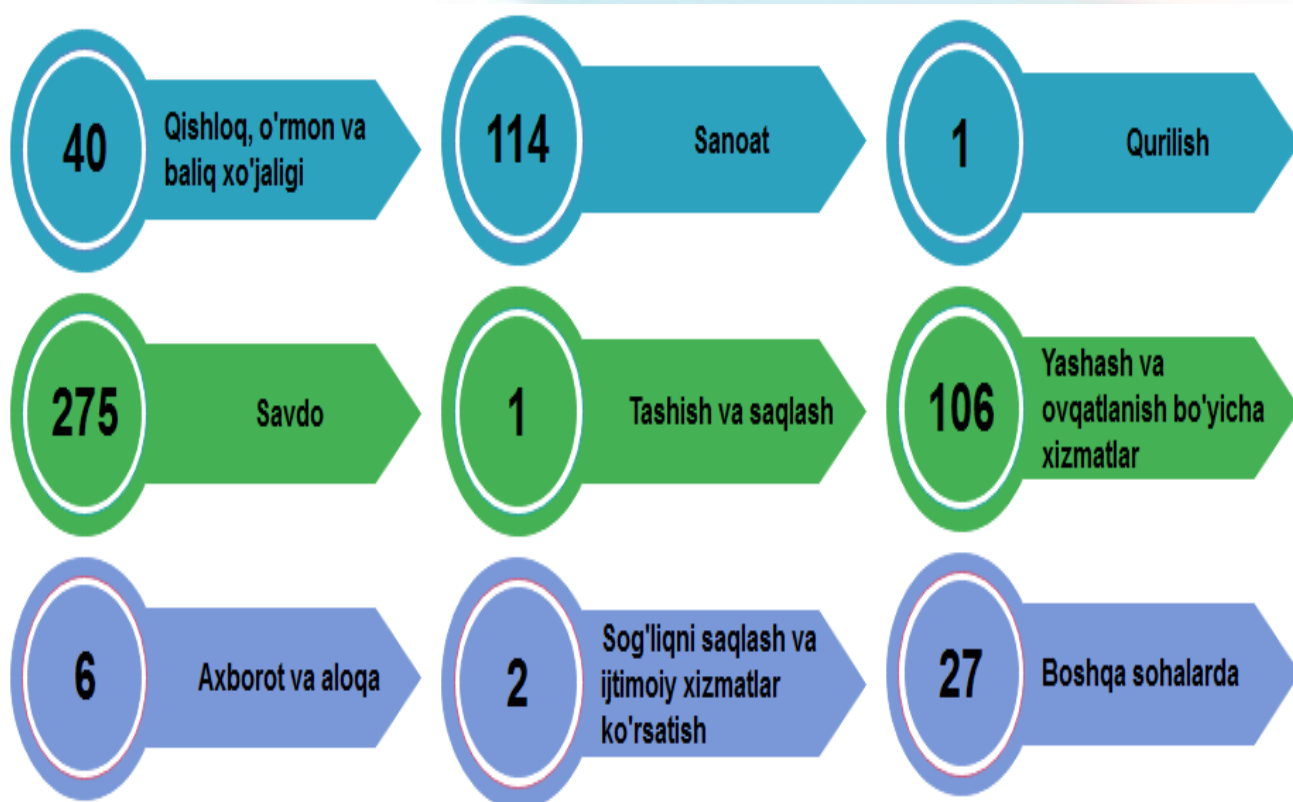 40
Qishloq, o'rmon va
baliq xo'jaligi
114
Sanoat
1
Qurilish
275
Savdo
1
Tashish va saqlash
106
Yashash va
ovqatlanish bo'yicha
xizmatlar
6
Axborot va aloqa
2
Sog'liqni saqlash va
ijtimoiy xizmatlar
ko'rsatish
27
Boshqa sohalarda